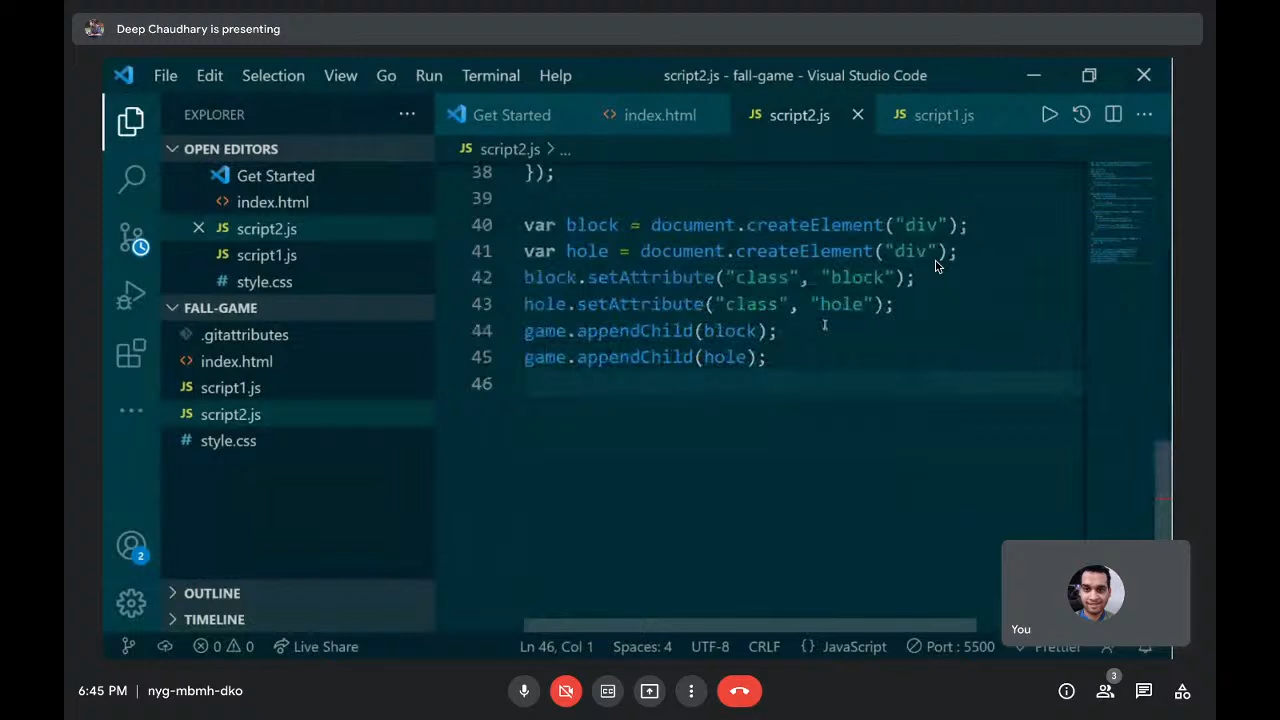 Deep Chaudhary is presenting
File Edit Selection View Go Run Terminal Help script2.js - fall-game - Visual Studio Code
EXPLORER
Get Started index.html script2.js script1.js
OPEN EDITORS
script2.js > ...
Get Started
index.html
script2.js
script1.js
style.css
FALL-GAME
.gitattributes
index.html
script1.js
script2.js
style.css
OUTLINE
TIMELINE
38 });
39
40 var block = document.createElement("div");
41 var hole = document.createElement("div");
42 block.setAttribute("class", "block");
43 hole.setAttribute("class", "hole");
44 game.appendChild(block);
45 game.appendChild(hole);
46
2
You
0 0 Live Share Ln 46, Col 1 Spaces: 4 UTF-8 CRLF {} JavaScript Port : 5500 Prettier
6:45 PM | nyg-mbmh-dko
3